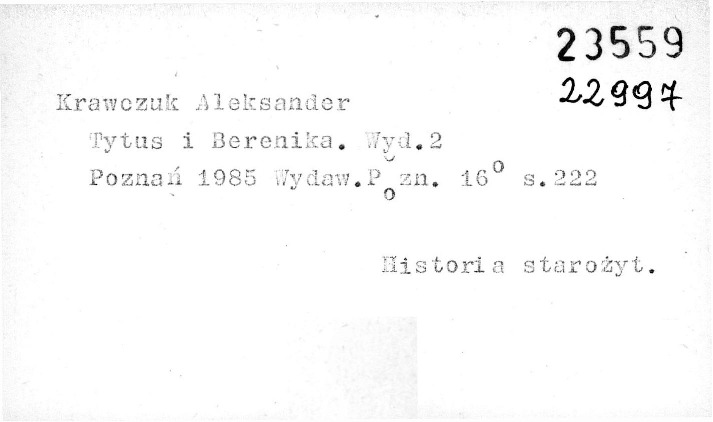 23559
22997
Krawczuk Aleksander
Tytus i Berenika. Wyd.2
Poznań 1985 Wydaw.Pozn. 16° s.222
Historia starożyt.